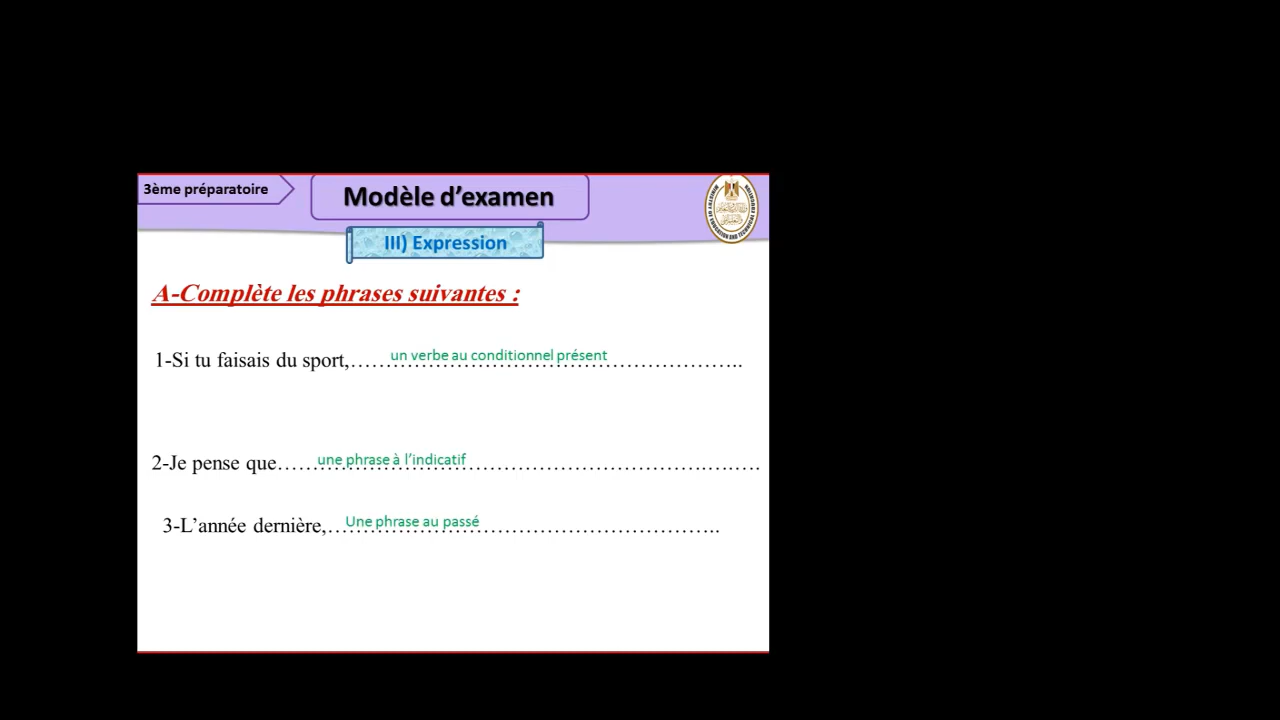 3ème préparatoire
Modèle d’examen
III) Expression
A-Complète les phrases suivantes :
1-Si tu faisais du sport,…… un verbe au conditionnel présent ………………………………..
2-Je pense que…… une phrase à l’indicatif ……………………………….….….
3-L’année dernière,… Une phrase au passé …………………………………..